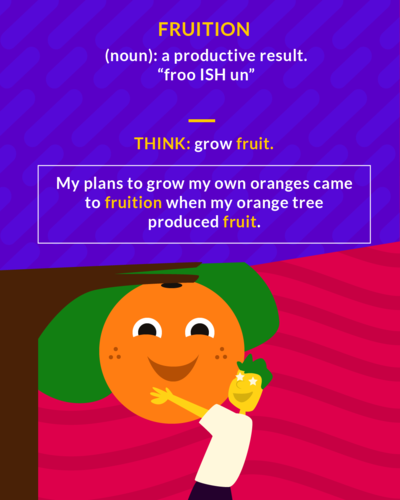 FRUITION
(noun): a productive result.
“froo ISH un”
THINK: grow fruit.
My plans to grow my own oranges came
to fruition when my orange tree
produced fruit.